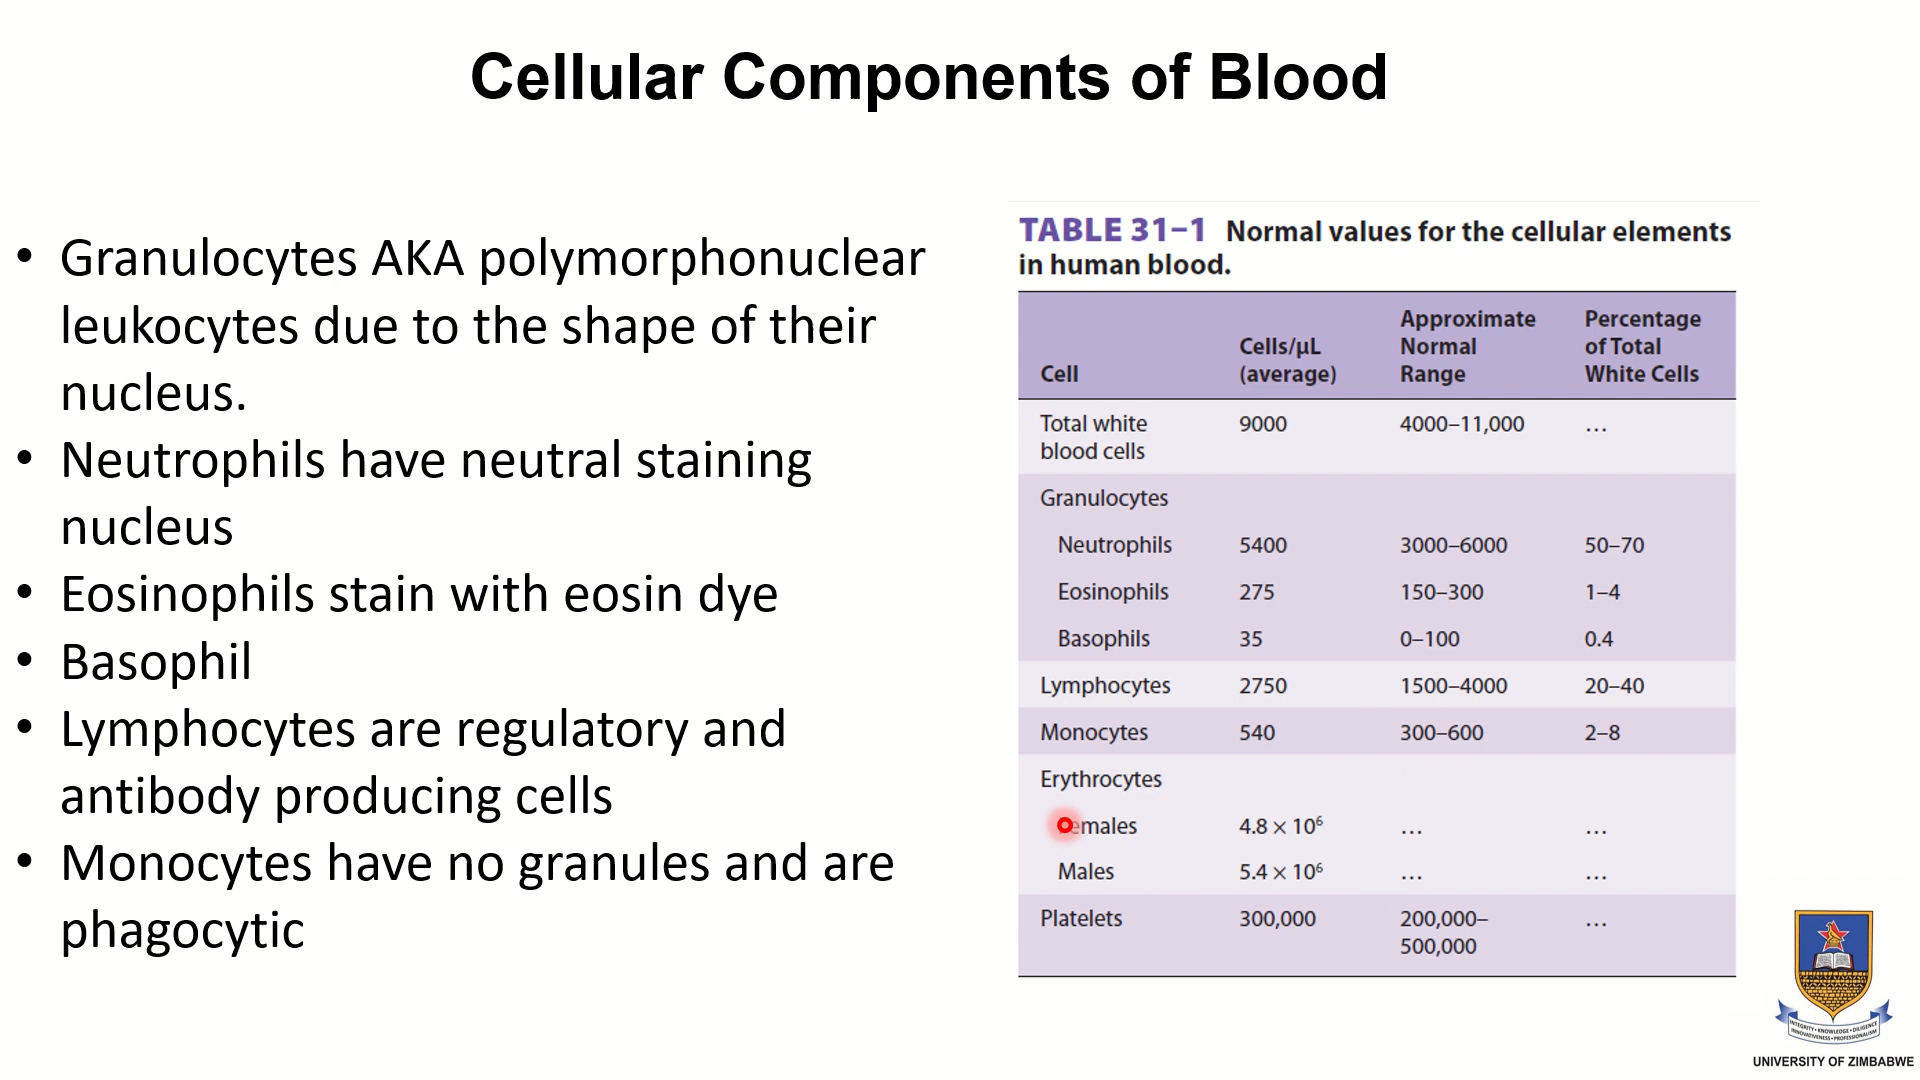 Cellular Components of Blood
• Granulocytes AKA polymorphonuclear
leukocytes due to the shape of their
nucleus.
• Neutrophils have neutral staining
nucleus
• Eosinophils stain with eosin dye
• Basophil
• Lymphocytes are regulatory and
antibody producing cells
• Monocytes have no granules and are
phagocytic
TABLE 31–1 Normal values for the cellular elements
in human blood.
Cell Cells/μL (average) Approximate Normal Range Percentage of Total White Cells
Total white blood cells 9000 4000–11,000 …
Granulocytes
Neutrophils 5400 3000–6000 50–70
Eosinophils 275 150–300 1–4
Basophils 35 0–100 0.4
Lymphocytes 2750 1500–4000 20–40
Monocytes 540 300–600 2–8
Erythrocytes
Females 4.8 × 10⁶ … …
Males 5.4 × 10⁶ … …
Platelets 300,000 200,000–500,000 …
INTEGRITY • KNOWLEDGE • DILIGENCE
INNOVATIVENESS • PROFESSIONALISM
UNIVERSITY OF ZIMBABWE